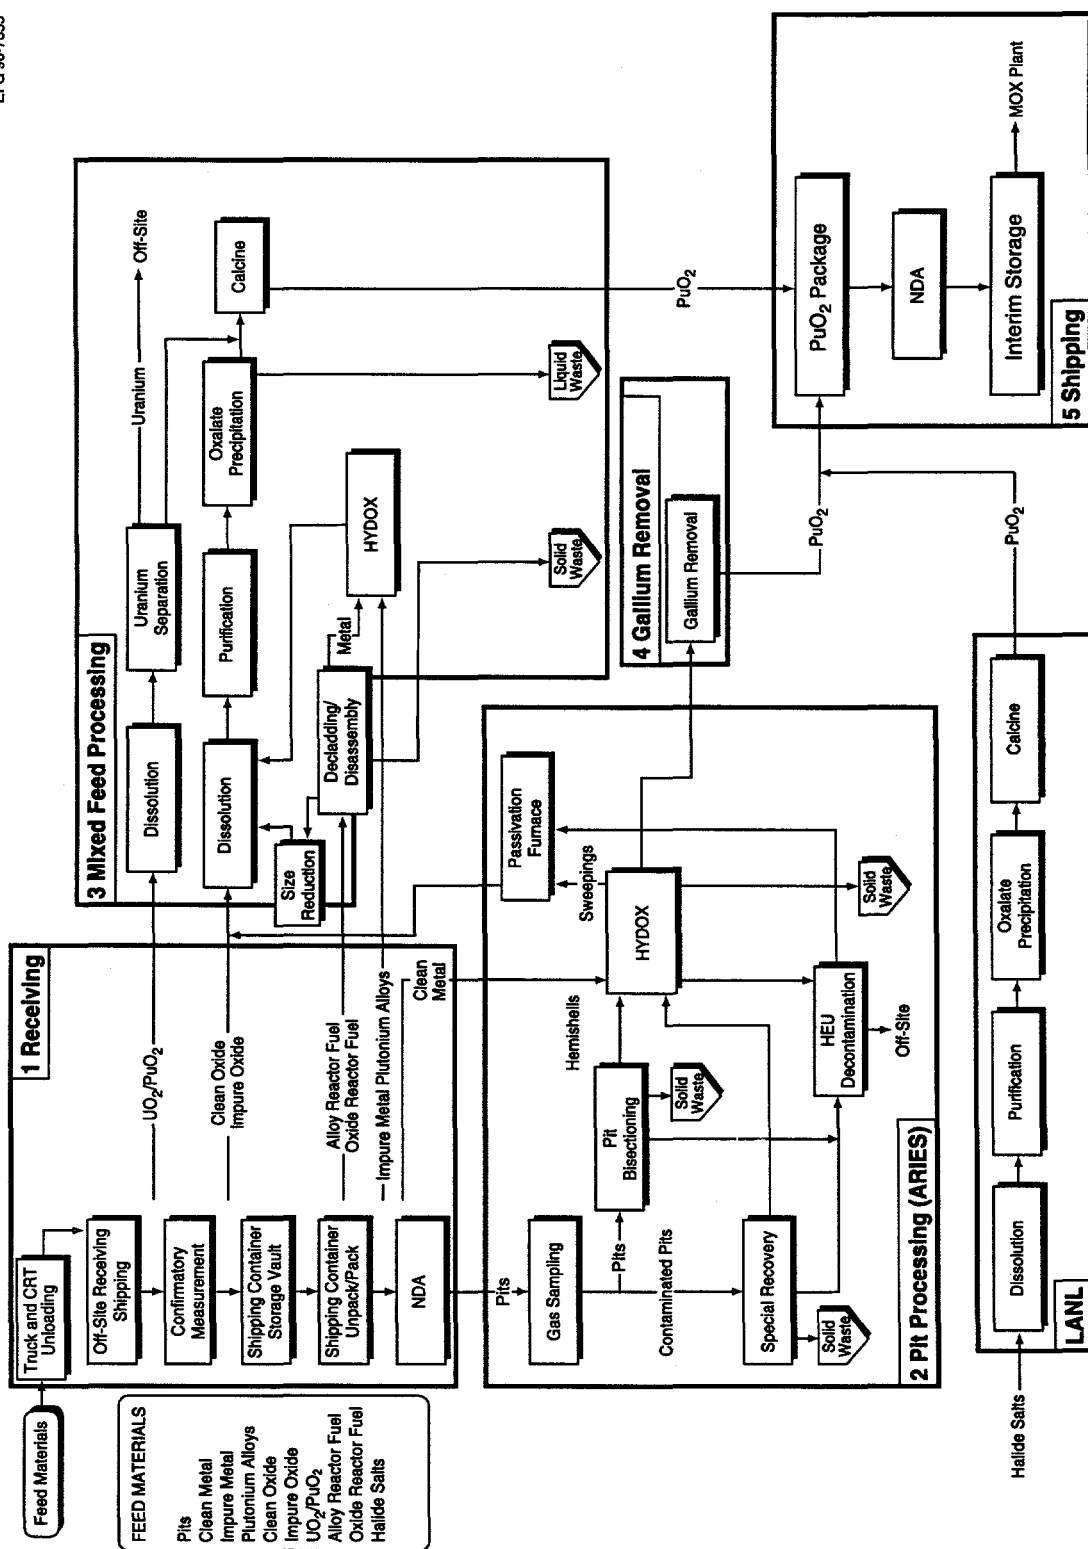 Feed Materials
FEED MATERIALS
Pits
Clean Metal
Impure Metal
Plutonium Alloys
Clean Oxide
Impure Oxide
UO₂/PuO₂
Alloy Reactor Fuel
Oxide Reactor Fuel
Halide Salts
1 Receiving
Truck and CRT
Unloading
Off-Site Receiving
Shipping
Confirmatory
Measurement
Shipping Container
Storage Vault
Shipping Container
Unpack/Pack
NDA
UO₂/PuO₂
Clean Oxide
Impure Oxide
Alloy Reactor Fuel
Oxide Reactor Fuel
Impure Metal Plutonium Alloys
Clean
Metal
Pits
3 Mixed Feed Processing
Dissolution
Uranium
Separation
Uranium
Off-Site
Dissolution
Purification
Oxalate
Precipitation
Calcine
Size
Reduction
Decladding/
Disassembly
Metal
HYDOX
Solid
Waste
Liquid
Waste
PuO₂
2 Pit Processing (ARIES)
Gas Sampling
Pits
Contaminated Pits
Pit
Bisectioning
Hemishells
Solid
Waste
Special Recovery
Solid
Waste
HYDOX
Sweepings
Passivation
Furnace
HEU
Decontamination
Off-Site
Solid
Waste
4 Gallium Removal
Gallium Removal
PuO₂
5 Shipping
PuO₂ Package
NDA
Interim Storage
MOX Plant
LANL
Halide Salts
Dissolution
Purification
Oxalate
Precipitation
Calcine
PuO₂